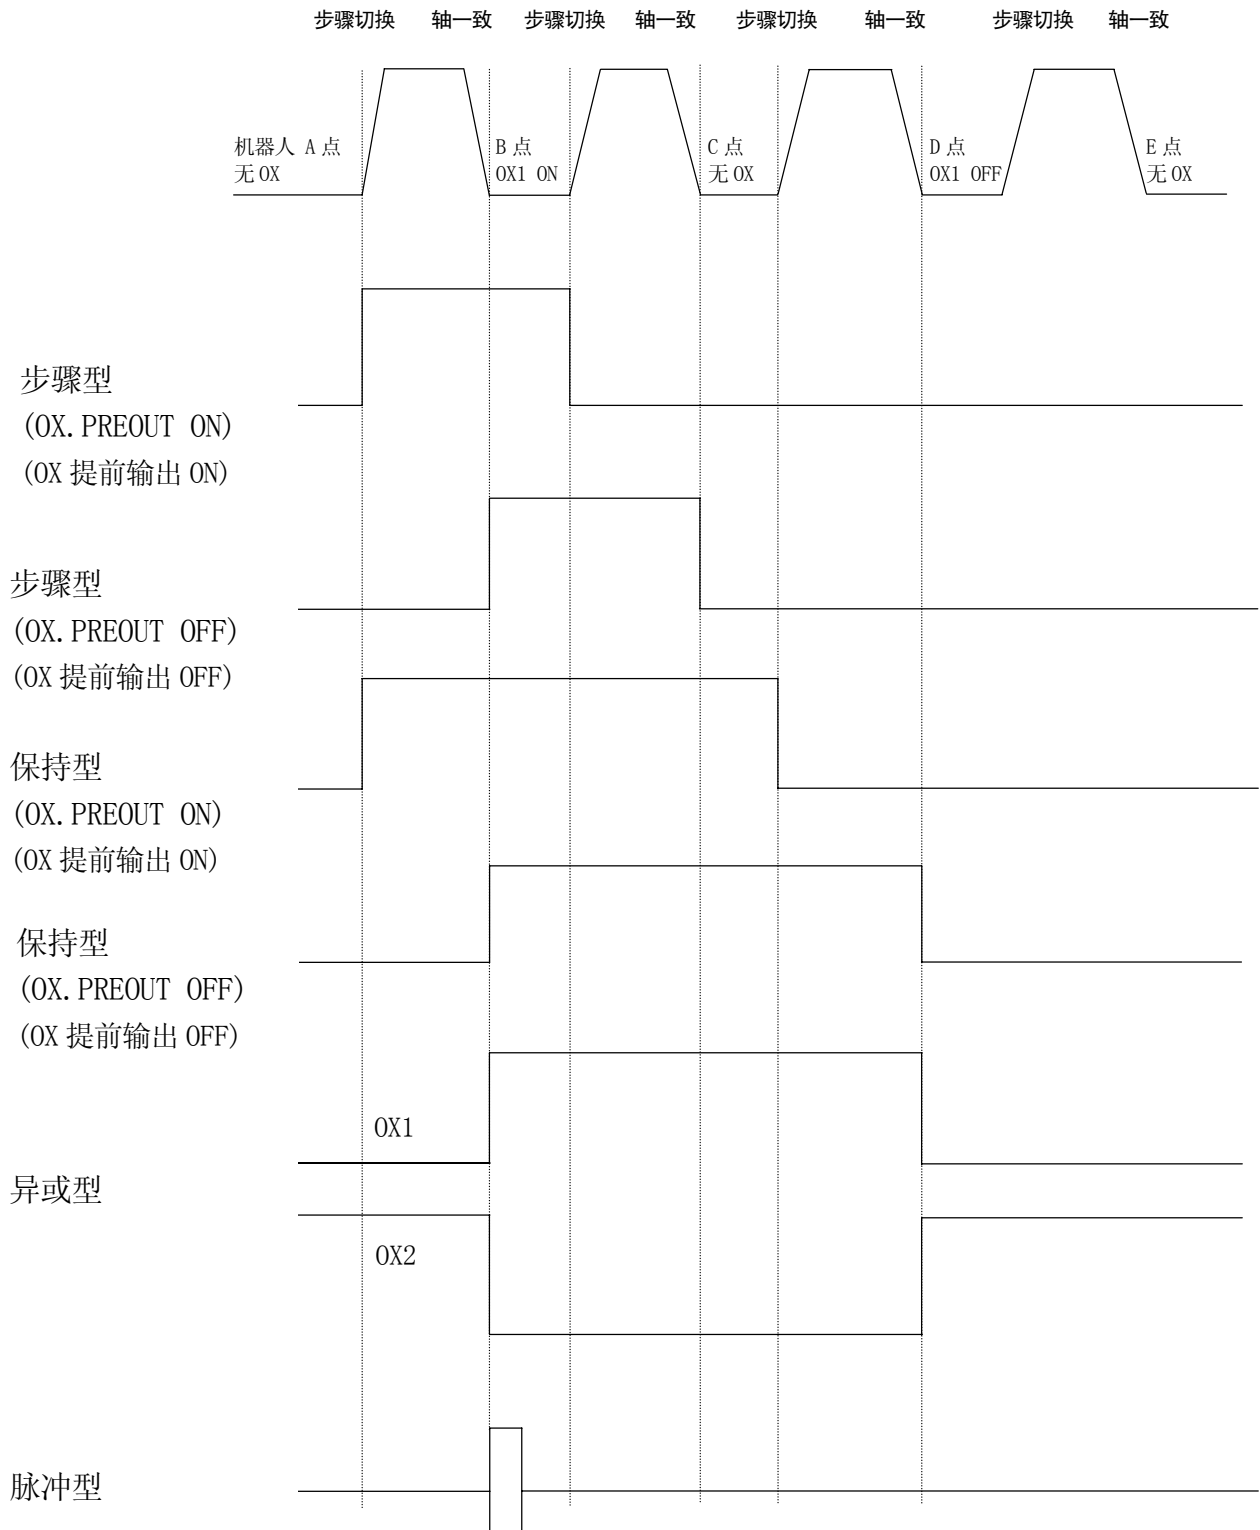 步骤切换 轴一致 步骤切换 轴一致 步骤切换 轴一致 步骤切换 轴一致
机器人 A 点
无 OX
B 点
OX1 ON
C 点
无 OX
D 点
OX1 OFF
E 点
无 OX
步骤型
(OX.PREOUT ON)
(OX 提前输出 ON)
步骤型
(OX.PREOUT OFF)
(OX 提前输出 OFF)
保持型
(OX.PREOUT ON)
(OX 提前输出 ON)
保持型
(OX.PREOUT OFF)
(OX 提前输出 OFF)
OX1
异或型
OX2
脉冲型